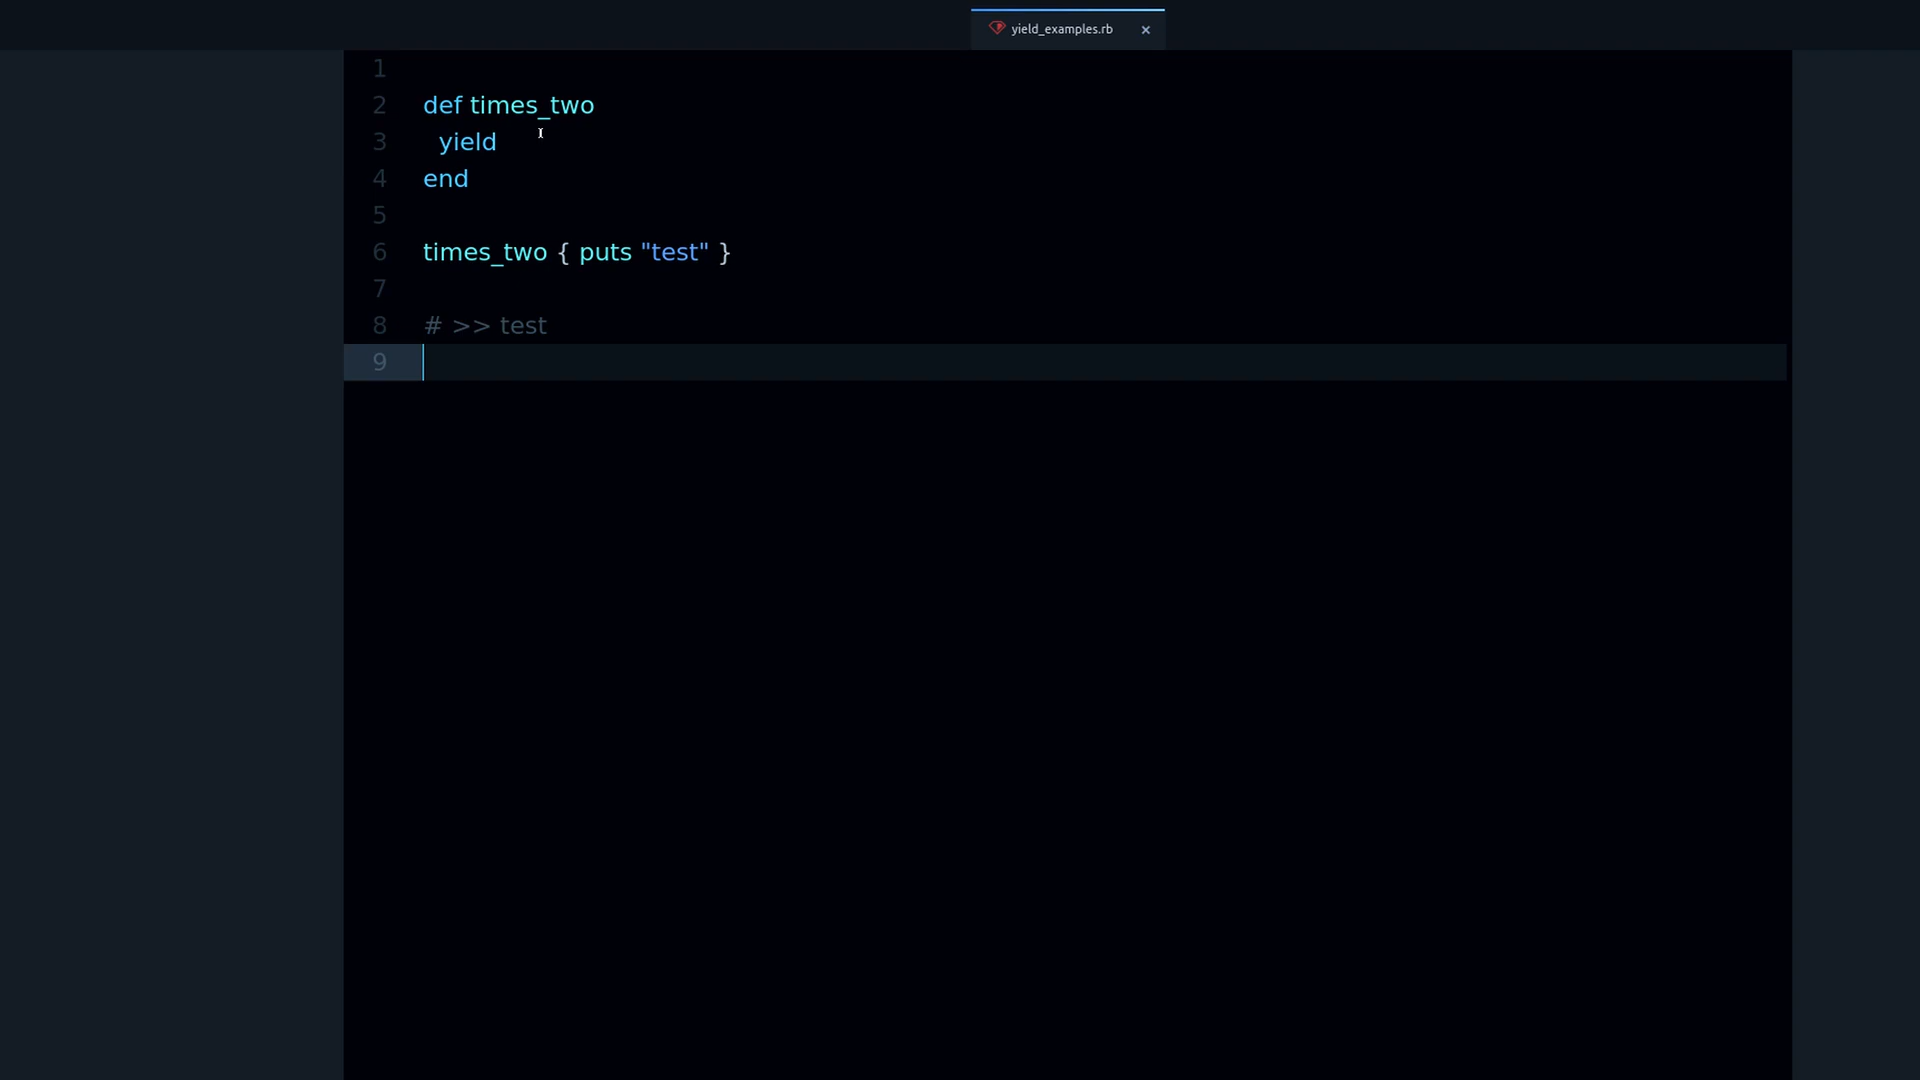 yield_examples.rb ×
1
2 def times_two
3   yield
4 end
5
6 times_two { puts "test" }
7
8 # >> test
9